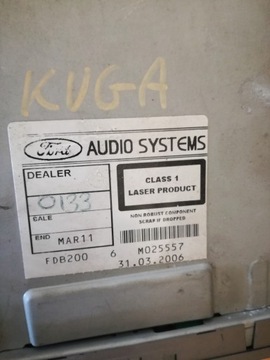 KUGA
Ford AUDIO SYSTEMS
DEALER
0133
CALE
END MAR11
CLASS 1
LASER PRODUCT
NON ROBUST COMPONENT
SCRAP IF DROPPED
FDB200 6 M025557
31.03.2006